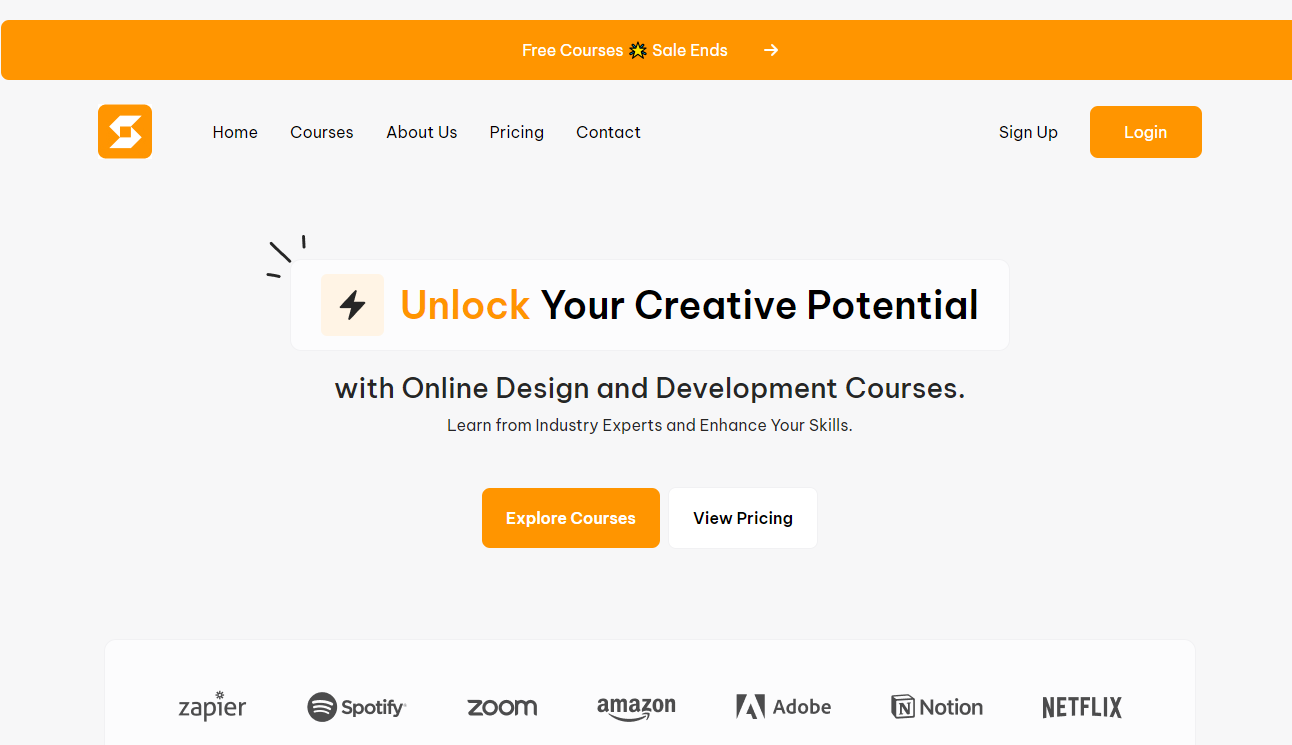 Free Courses 🌟 Sale Ends →
Home Courses About Us Pricing Contact Sign Up Login
Unlock Your Creative Potential
with Online Design and Development Courses.
Learn from Industry Experts and Enhance Your Skills.
Explore Courses View Pricing
zapier Spotify zoom amazon Adobe Notion NETFLIX